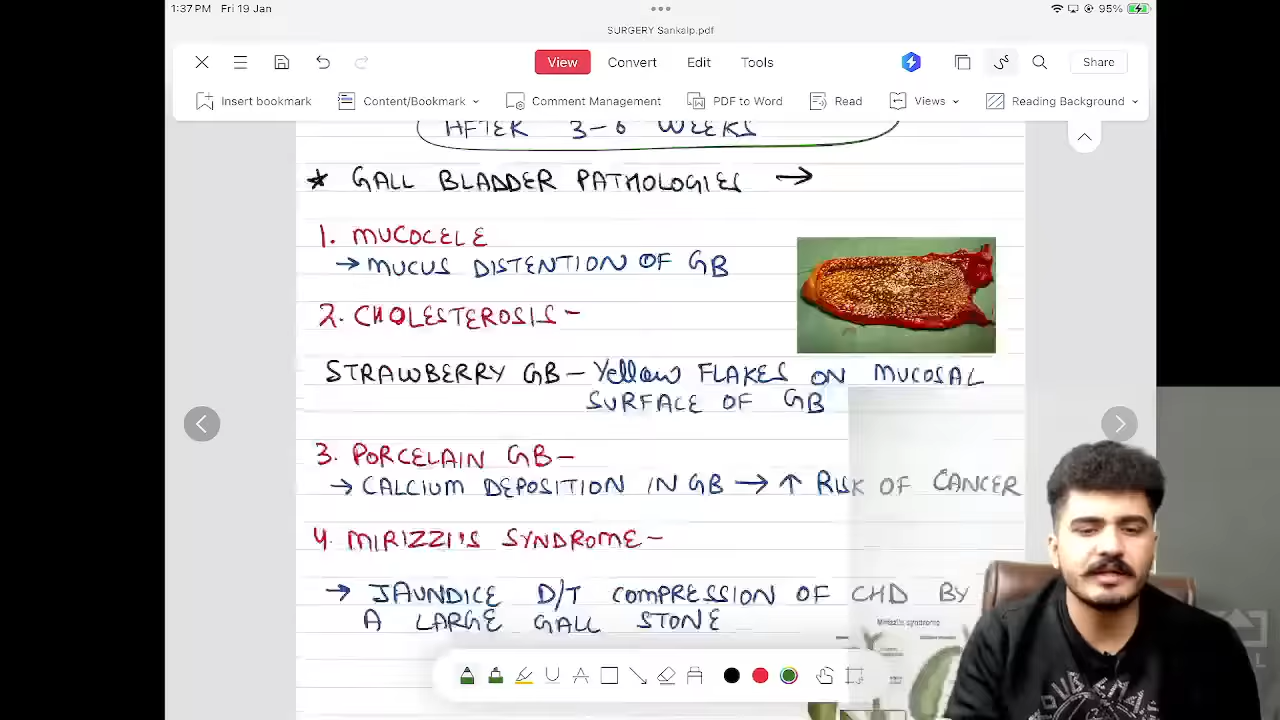 1:37 PM Fri 19 Jan
95%
SURGERY Sankalp.pdf
View Convert Edit Tools
Share
Insert bookmark Content/Bookmark Comment Management PDF to Word Read Views Reading Background
AFTER 3-6 WEEKS
* GALL BLADDER PATHOLOGIES →
1. MUCOCELE
→ MUCUS DISTENTION OF GB
2. CHOLESTEROSIS -
STRAWBERRY GB - Yellow FLAKES ON MUCOSAL
SURFACE OF GB
3. PORCELAIN GB -
→ CALCIUM DEPOSITION IN GB → ↑ RISK OF CANCER
4. MIRIZZI'S SYNDROME -
→ JAUNDICE D/T COMPRESSION OF CHD BY
A LARGE GALL STONE
Mirizzi syndrome